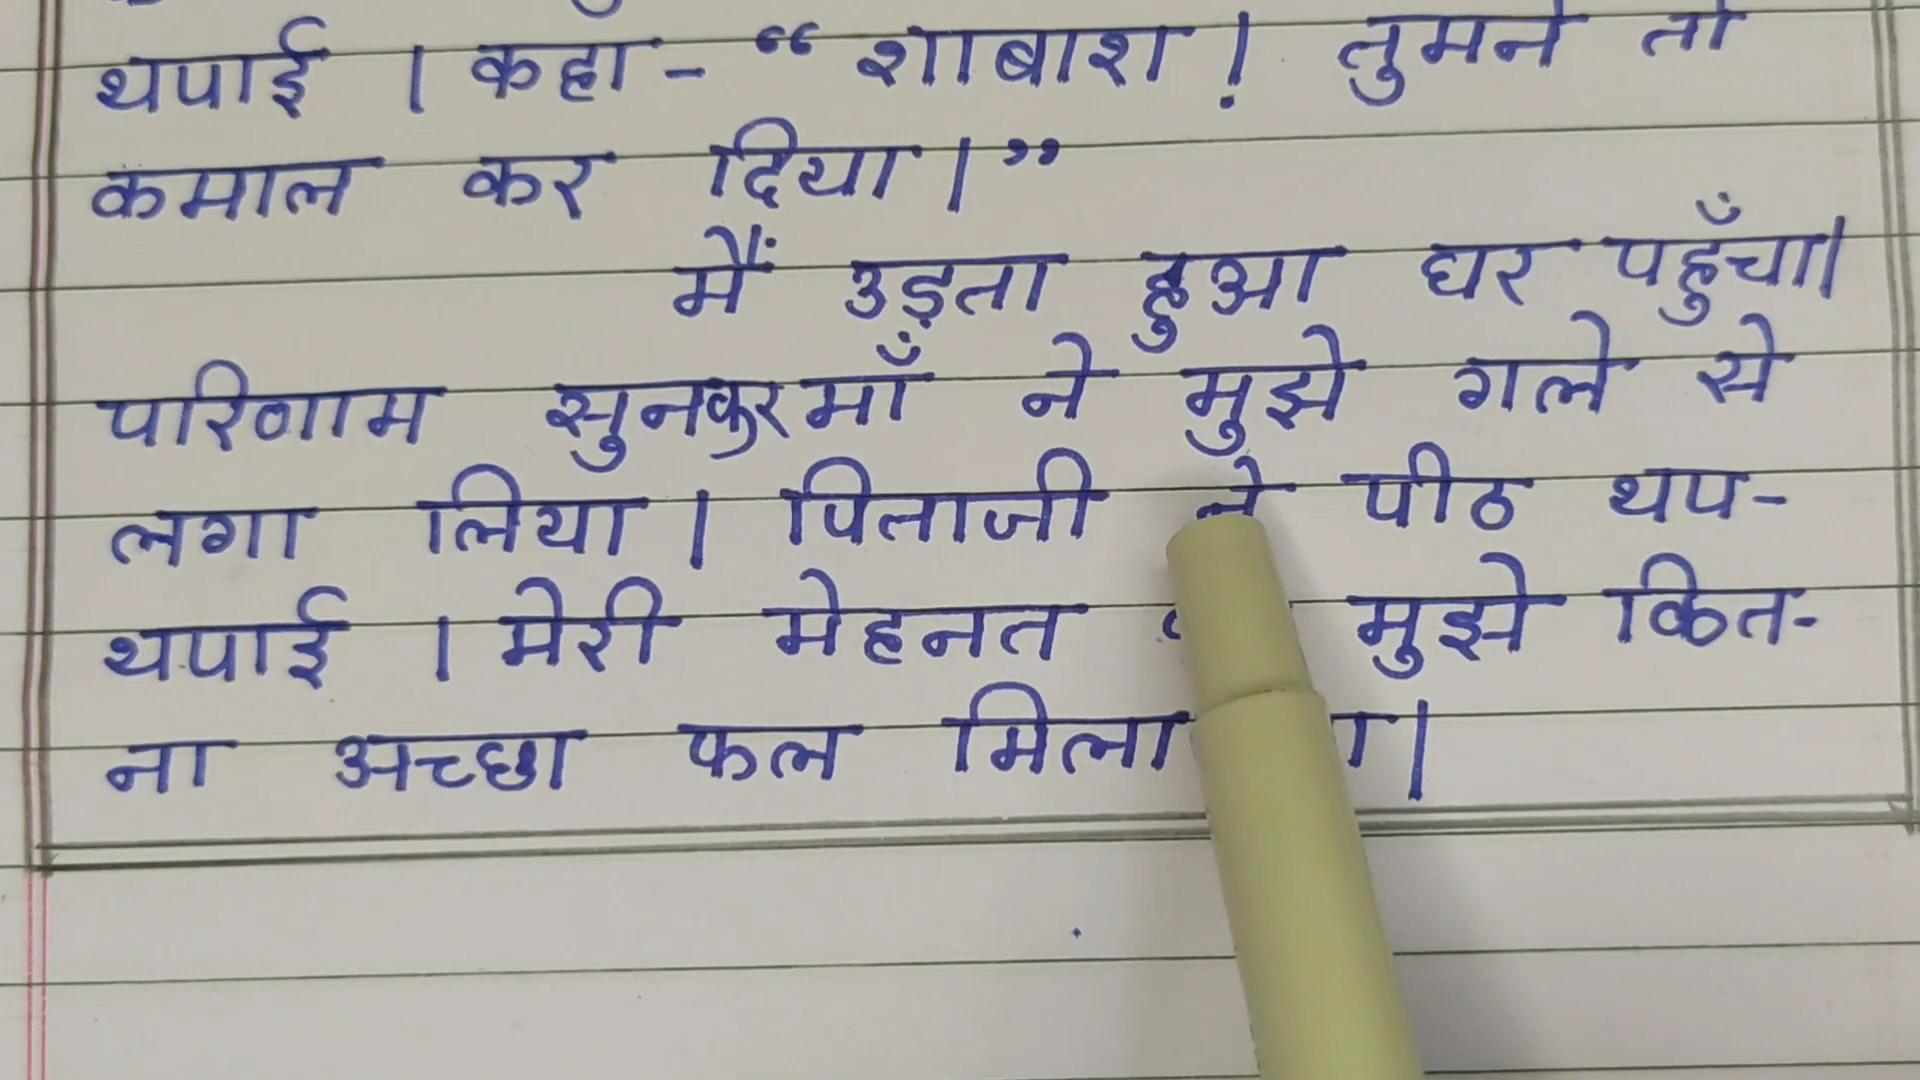 थपाई । कहा - “ शाबाश ! तुमने तो
कमाल कर दिया । ”
मैं उड़ता हुआ घर पहुँचा।
परिणाम सुनकर माँ ने मुझे गले से
लगा लिया । पिताजी ने पीठ थप-
थपाई । मेरी मेहनत मुझे कित-
ना अच्छा फल मिला ।